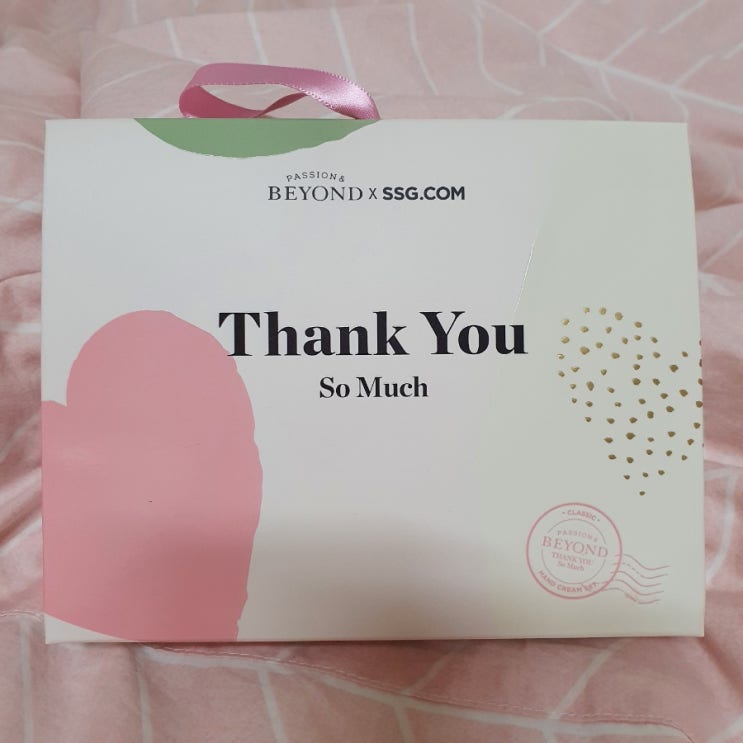 PASSION &
BEYOND X SSG.COM
Thank You
So Much
• CLASSIC •
PASSION &
BEYOND
THANK YOU
So Much
HAND CREAM SET